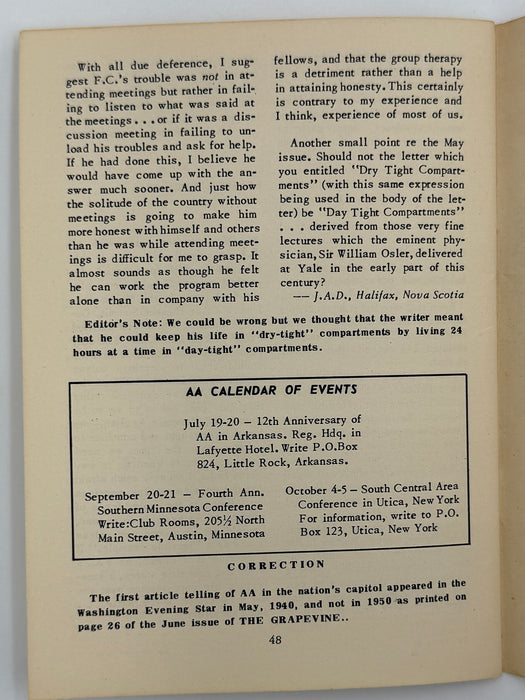 With all due deference, I sug-
gest F.C.'s trouble was not in at-
tending meetings but rather in fail-
ing to listen to what was said at
the meetings...or if it was a dis-
cussion meeting in failing to un-
load his troubles and ask for help.
If he had done this, I believe he
would have come up with the an-
swer much sooner. And just how
the solitude of the country without
meetings is going to make him
more honest with himself and others
than he was while attending meet-
ings is difficult for me to grasp. It
almost sounds as though he felt
he can work the program better
alone than in company with his
fellows, and that the group therapy
is a detriment rather than a help
in attaining honesty. This certainly
is contrary to my experience and
I think, experience of most of us.
Another small point re the May
issue. Should not the letter which
you entitled "Dry Tight Compart-
ments" (with this same expression
being used in the body of the let-
ter) be "Day Tight Compartments"
... derived from those very fine
lectures which the eminent phy-
sician, Sir William Osler, delivered
at Yale in the early part of this
century?
-- J.A.D., Halifax, Nova Scotia
Editor's Note: We could be wrong but we thought that the writer meant
that he could keep his life in "dry-tight" compartments by living 24
hours at a time in "day-tight" compartments.
AA CALENDAR OF EVENTS
July 19-20 — 12th Anniversary of
AA in Arkansas. Reg. Hdq. in
Lafyette Hotel. Write P.O.Box
824, Little Rock, Arkansas.
September 20-21 — Fourth Ann.
Southern Minnesota Conference
Write:Club Rooms, 205½ North
Main Street, Austin, Minnesota
October 4-5 — South Central Area
Conference in Utica, New York
For information, write to P.O.
Box 123, Utica, New York
CORRECTION
The first article telling of AA in the nation's capitol appeared in the
Washington Evening Star in May, 1940, and not in 1950 as printed on
page 26 of the June issue of THE GRAPEVINE..
48